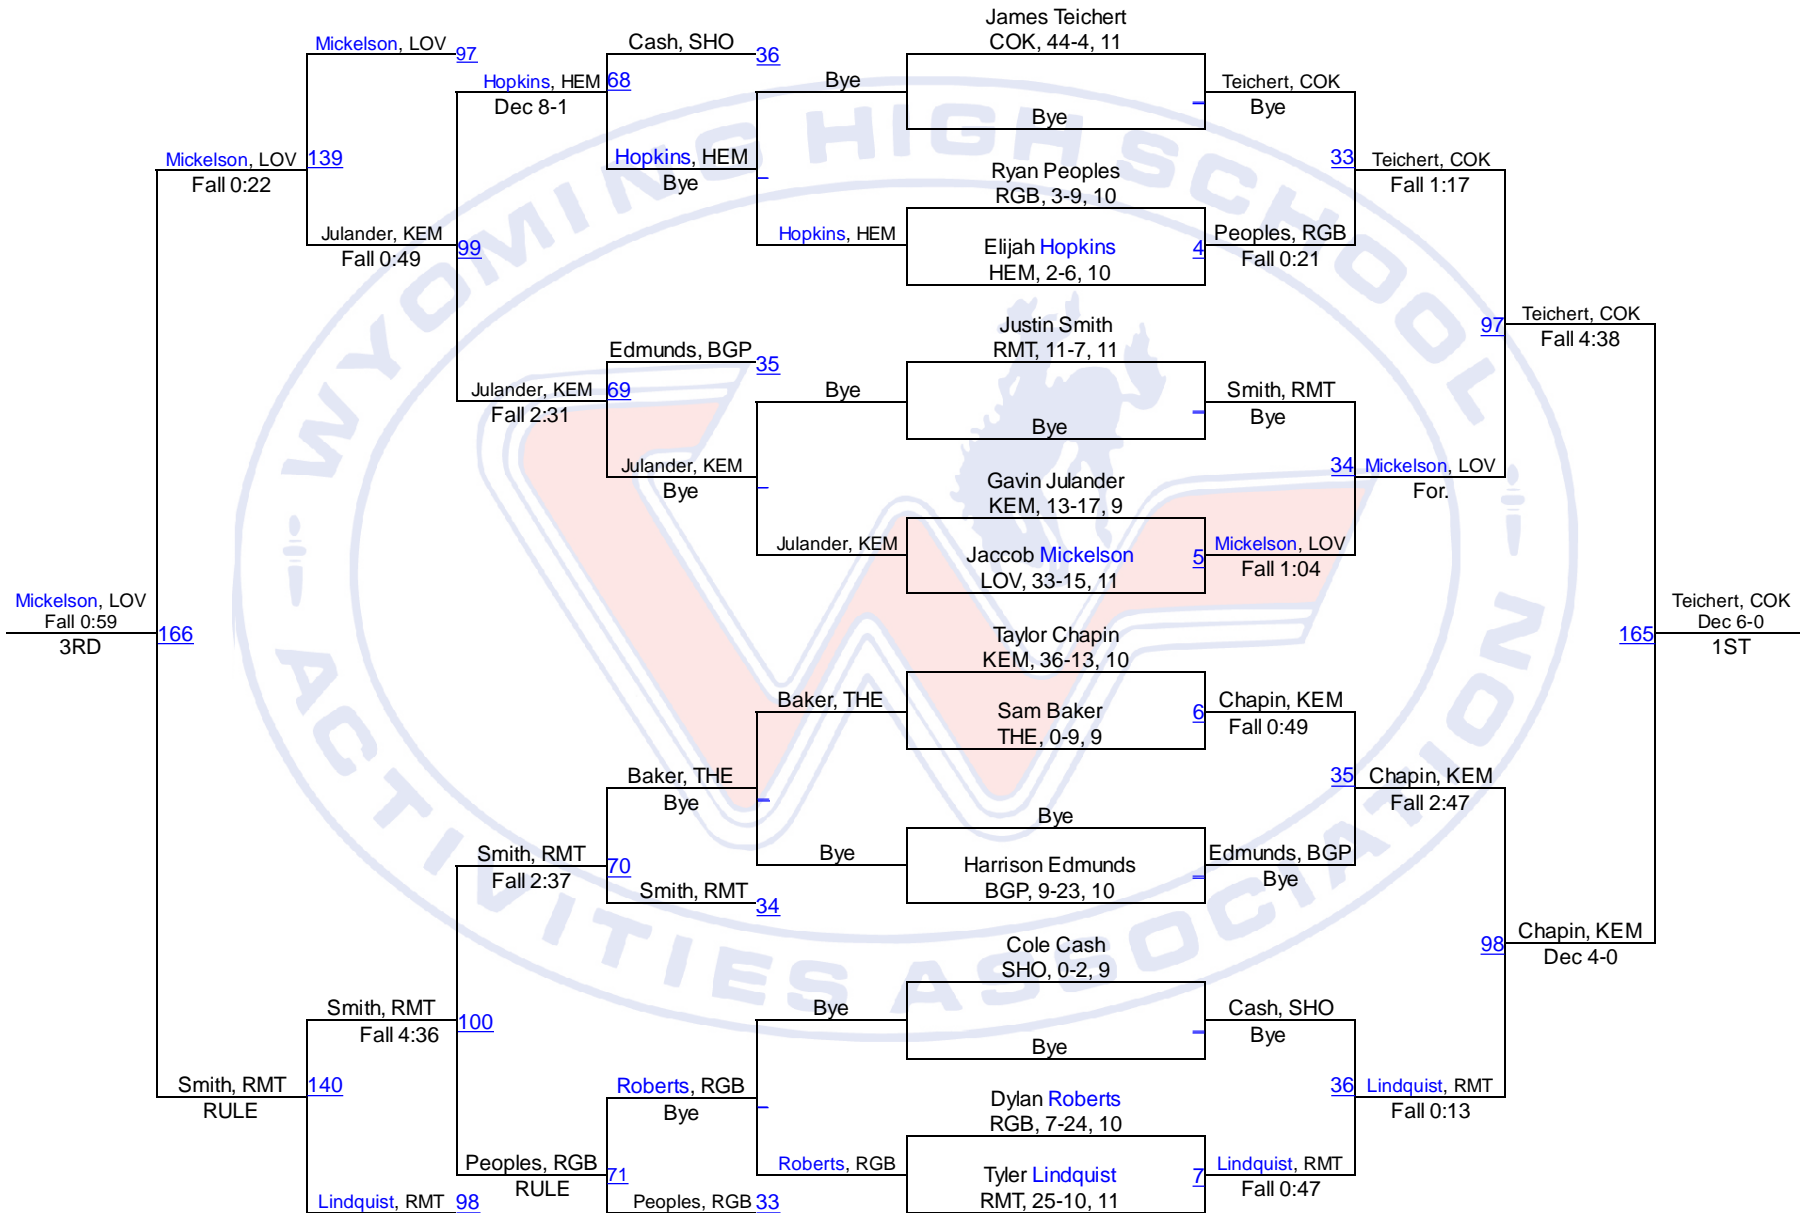 James Teichert
COK, 44-4, 11
Mickelson, LOV 97
Cash, SHO 36
Hopkins, HEM 68
Dec 8-1
Bye
Teichert, COK
Bye
Bye
Mickelson, LOV 139
Fall 0:22
Hopkins, HEM
Bye
Ryan Peoples
RGB, 3-9, 10
33 Teichert, COK
Fall 1:17
Julander, KEM 99
Fall 0:49
Hopkins, HEM
Elijah Hopkins 4
HEM, 2-6, 10
Peoples, RGB
Fall 0:21
Justin Smith
RMT, 11-7, 11
97 Teichert, COK
Fall 4:38
Edmunds, BGP 35
Julander, KEM 69
Fall 2:31
Bye
Smith, RMT
Bye
Bye
Julander, KEM
Bye
Gavin Julander
KEM, 13-17, 9
34 Mickelson, LOV
For.
Julander, KEM
Jaccob Mickelson 5
LOV, 33-15, 11
Mickelson, LOV
Fall 1:04
Mickelson, LOV
Fall 0:59
3RD
166
Taylor Chapin
KEM, 36-13, 10
165
Teichert, COK
Dec 6-0
1ST
Baker, THE
Sam Baker 6
THE, 0-9, 9
Chapin, KEM
Fall 0:49
Baker, THE
Bye
35 Chapin, KEM
Fall 2:47
Bye
Smith, RMT 70
Fall 2:37
Bye
Harrison Edmunds
BGP, 9-23, 10
Edmunds, BGP
Bye
Smith, RMT 34
Cole Cash
SHO, 0-2, 9
98 Chapin, KEM
Dec 4-0
Smith, RMT 100
Fall 4:36
Bye
Cash, SHO
Bye
Bye
Smith, RMT 140
RULE
Roberts, RGB
Bye
Dylan Roberts
RGB, 7-24, 10
36 Lindquist, RMT
Fall 0:13
Peoples, RGB 71
RULE
Roberts, RGB
Tyler Lindquist 7
RMT, 25-10, 11
Lindquist, RMT
Fall 0:47
Lindquist, RMT 98
Peoples, RGB 33
WYOMING HIGH SCHOOL
ACTIVITIES ASSOCIATION